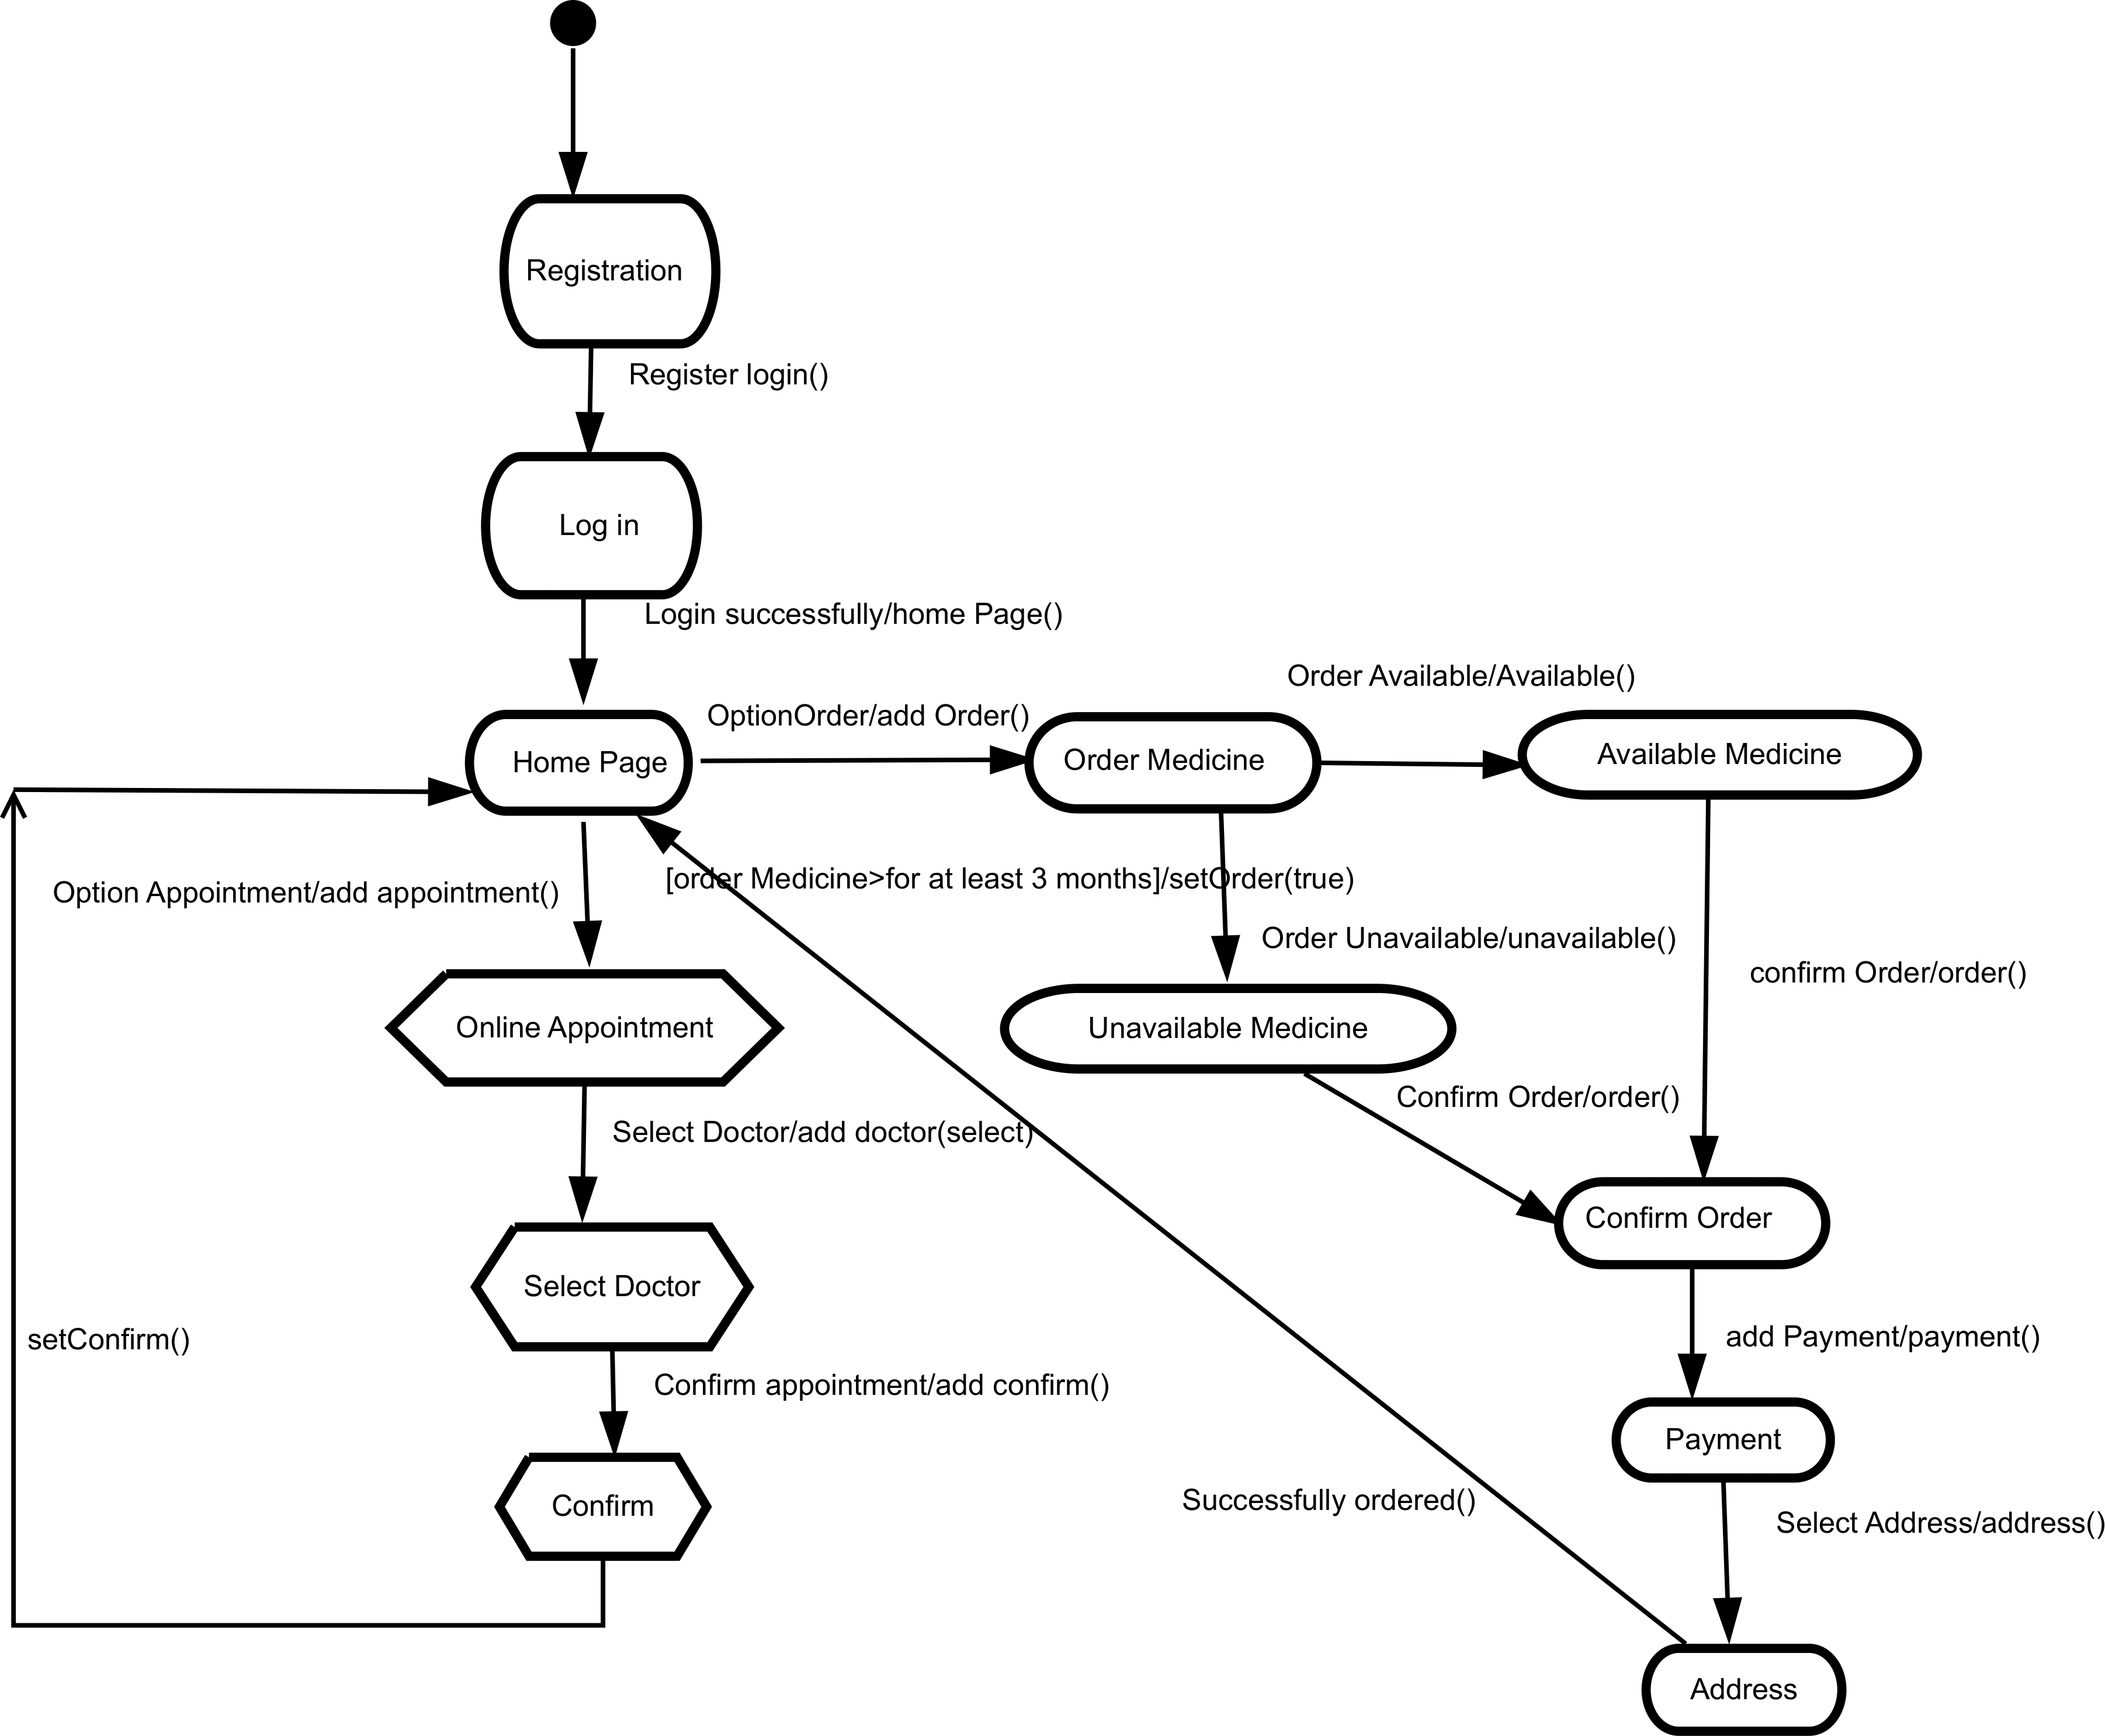 Registration
Register login()
Log in
Login successfully/home Page()
Order Available/Available()
OptionOrder/add Order()
Home Page
Order Medicine
Available Medicine
[order Medicine>for at least 3 months]/setOrder(true)
Option Appointment/add appointment()
Order Unavailable/unavailable()
confirm Order/order()
Online Appointment
Unavailable Medicine
Confirm Order/order()
Select Doctor/add doctor(select)
Confirm Order
Select Doctor
setConfirm()
add Payment/payment()
Confirm appointment/add confirm()
Payment
Successfully ordered()
Confirm
Select Address/address()
Address